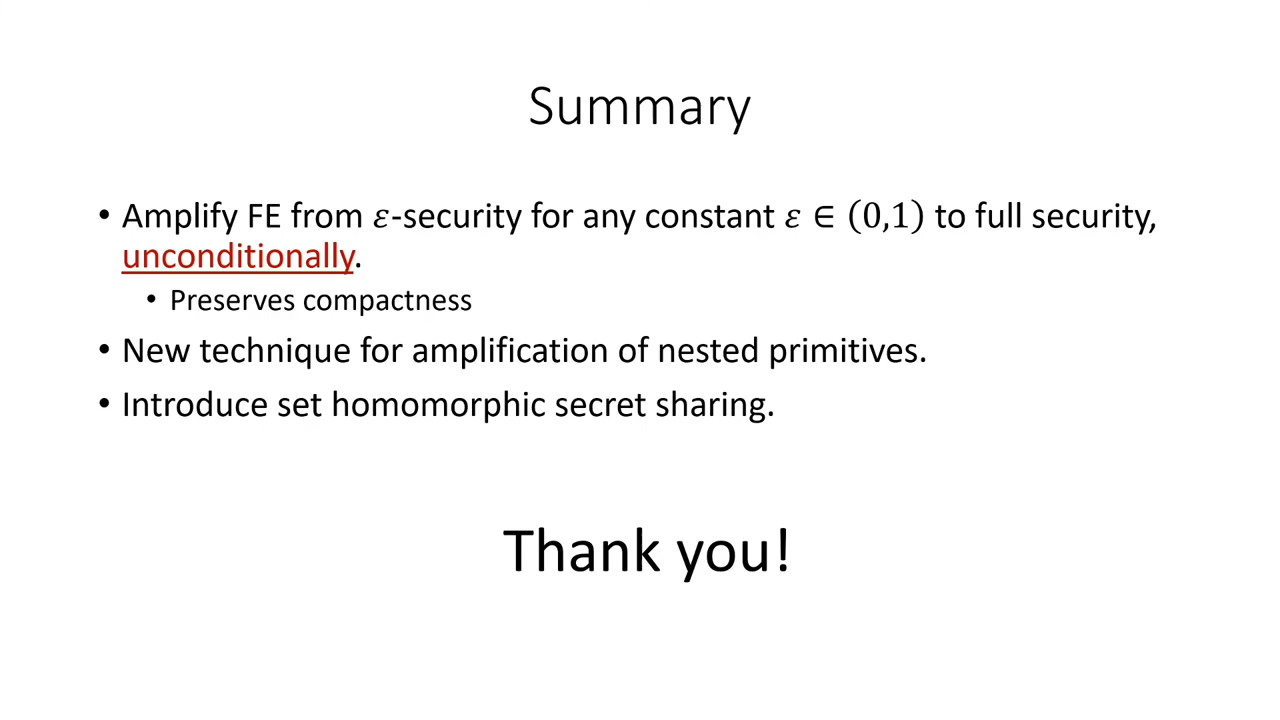 Summary
• Amplify FE from 𝜀-security for any constant 𝜀 ∈ (0,1) to full security,
unconditionally.
• Preserves compactness
• New technique for amplification of nested primitives.
• Introduce set homomorphic secret sharing.
Thank you!